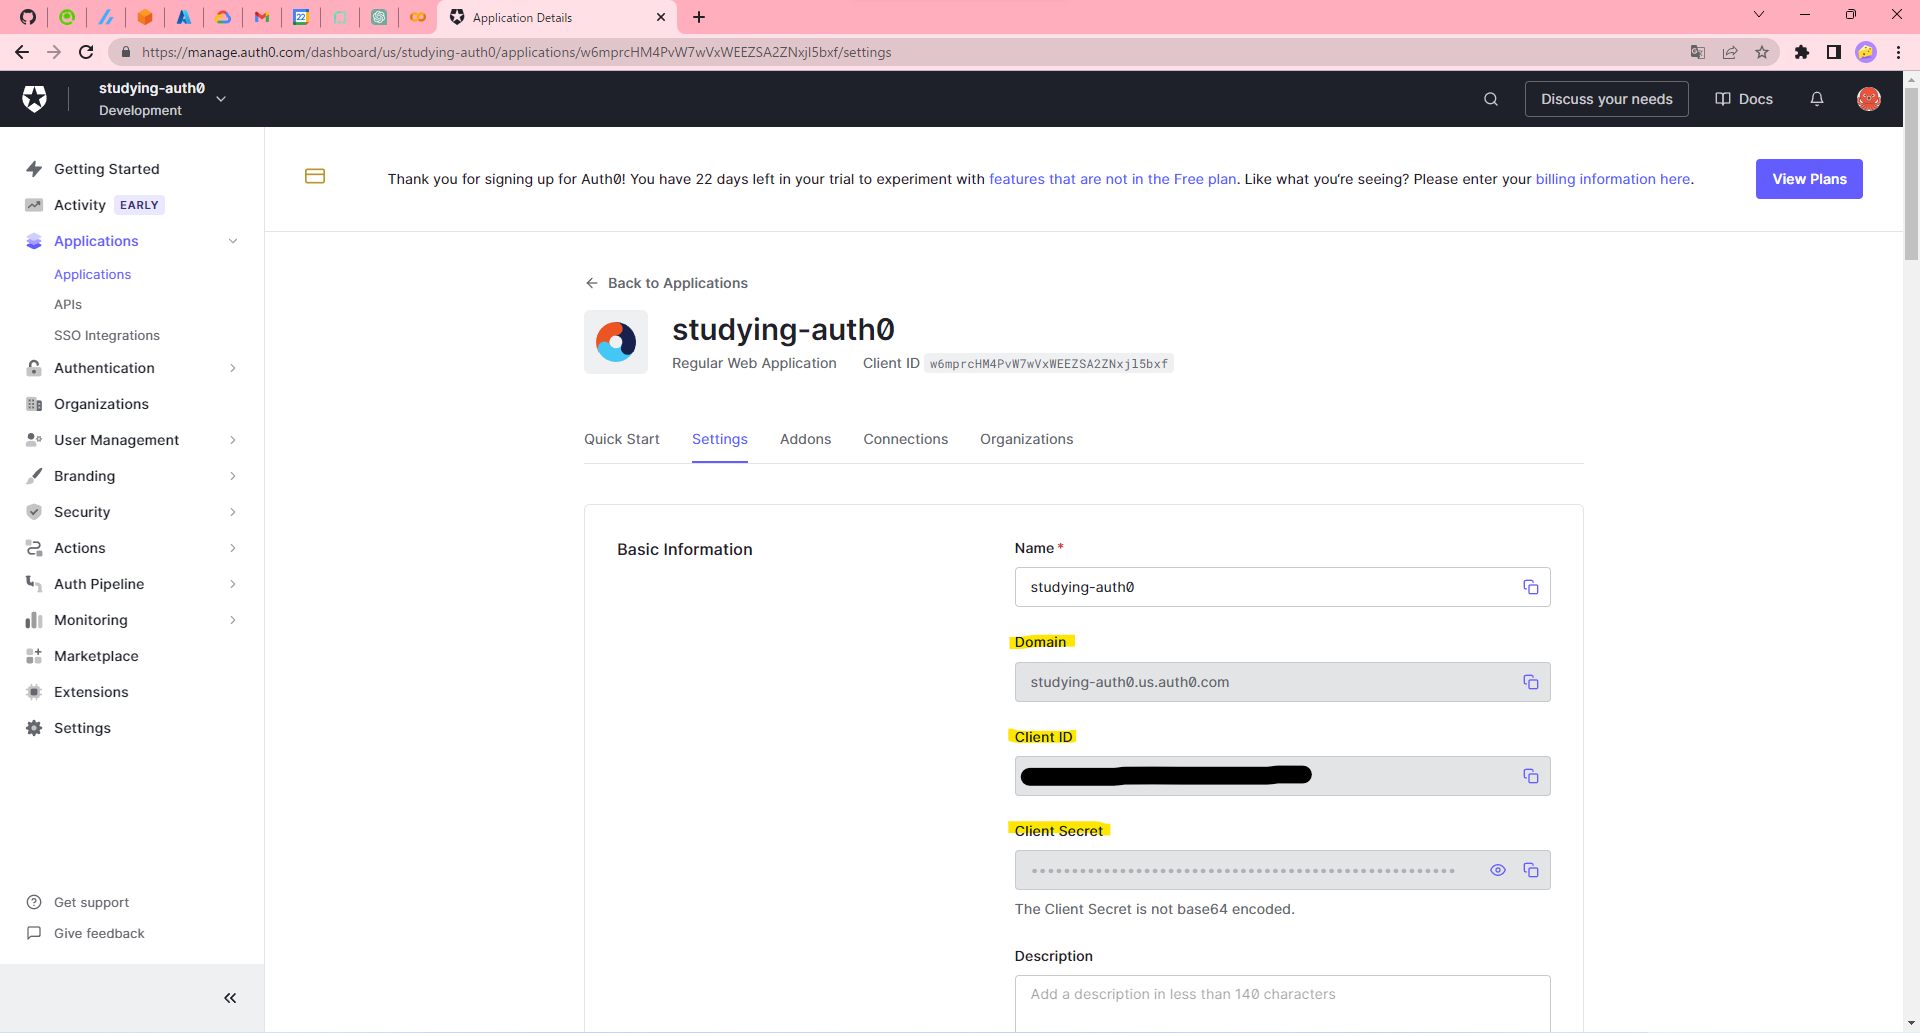 Application Details
https://manage.auth0.com/dashboard/us/studying-auth0/applications/w6mprcHM4PvW7wVxWEEZSA2ZNxjl5bxf/settings
studying-auth0
Development
Discuss your needs
Docs
Getting Started
Activity EARLY
Applications
Applications
APIs
SSO Integrations
Authentication
Organizations
User Management
Branding
Security
Actions
Auth Pipeline
Monitoring
Marketplace
Extensions
Settings
Get support
Give feedback
Thank you for signing up for Auth0! You have 22 days left in your trial to experiment with features that are not in the Free plan. Like what you're seeing? Please enter your billing information here.
View Plans
Back to Applications
studying-auth0
Regular Web Application Client ID w6mprcHM4PvW7wVxWEEZSA2ZNxjl5bxf
Quick Start Settings Addons Connections Organizations
Basic Information
Name *
studying-auth0
Domain
studying-auth0.us.auth0.com
Client ID
Client Secret
The Client Secret is not base64 encoded.
Description
Add a description in less than 140 characters